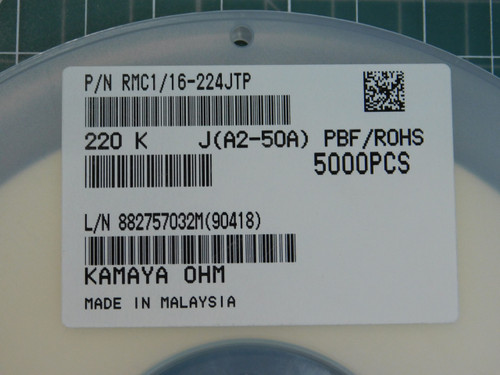 P/N RMC1/16-224JTP
220 K J(A2-50A) PBF/ROHS
5000PCS
L/N 882757032M(90418)
KAMAYA OHM
MADE IN MALAYSIA